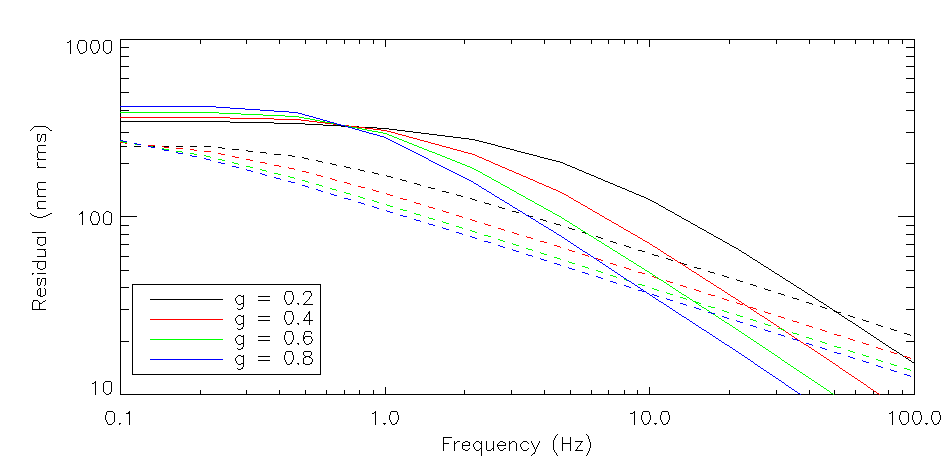 1000
100
10
Residual (nm rms)
g = 0.2
g = 0.4
g = 0.6
g = 0.8
0.1 1.0 10.0 100.0
Frequency (Hz)